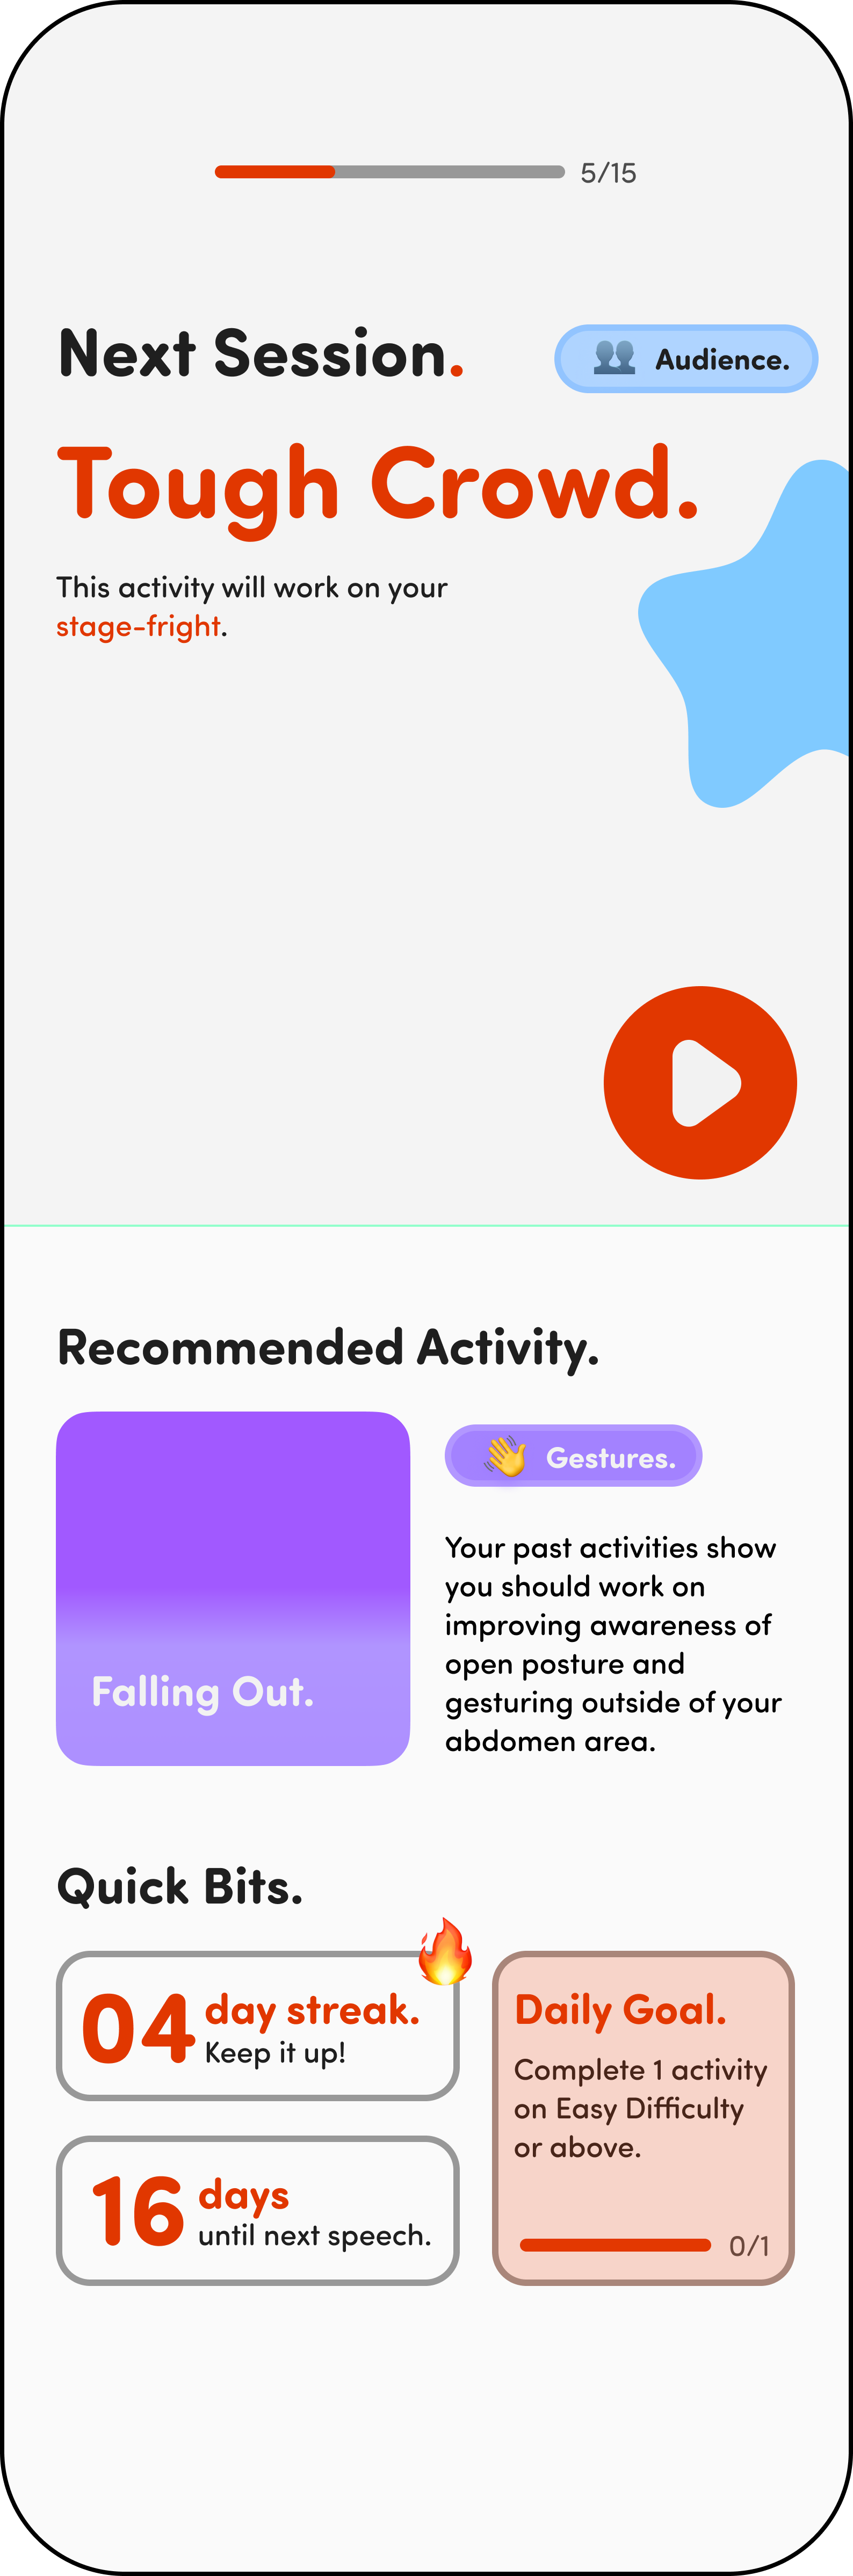 5/15
Next Session.
Audience.
Tough Crowd.
This activity will work on your
stage-fright.
Recommended Activity.
Falling Out.
Gestures.
Your past activities show
you should work on
improving awareness of
open posture and
gesturing outside of your
abdomen area.
Quick Bits.
04 day streak.
Keep it up!
16 days
until next speech.
Daily Goal.
Complete 1 activity
on Easy Difficulty
or above.
0/1